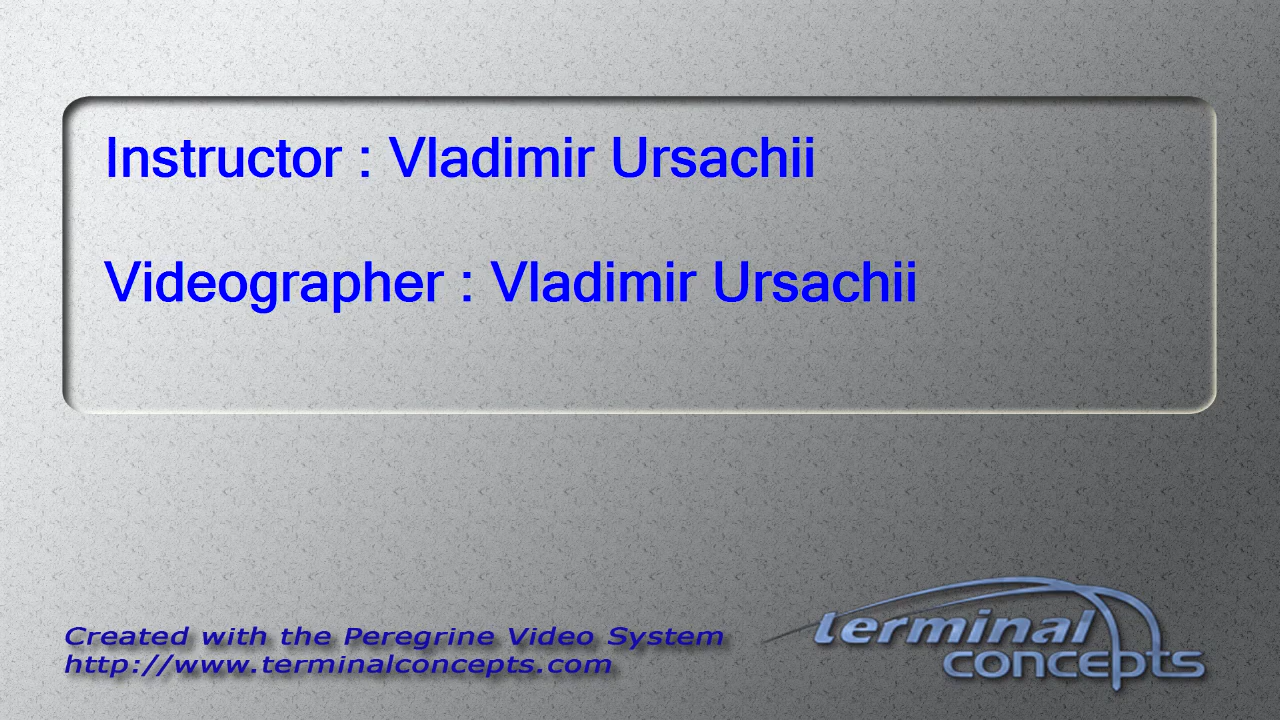 Instructor : Vladimir Ursachii
Videographer : Vladimir Ursachii
Created with the Peregrine Video System
http://www.terminalconcepts.com
terminal
concepts